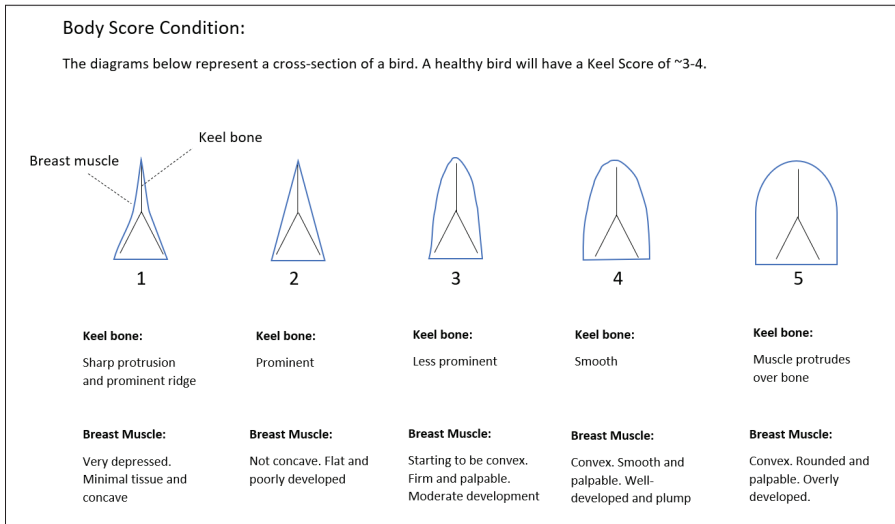 Body Score Condition:
The diagrams below represent a cross-section of a bird. A healthy bird will have a Keel Score of ~3-4.
Keel bone
Breast muscle
1
2
3
4
5
Keel bone:
Sharp protrusion
and prominent ridge
Keel bone:
Prominent
Keel bone:
Less prominent
Keel bone:
Smooth
Keel bone:
Muscle protrudes
over bone
Breast Muscle:
Very depressed.
Minimal tissue and
concave
Breast Muscle:
Not concave. Flat and
poorly developed
Breast Muscle:
Starting to be convex.
Firm and palpable.
Moderate development
Breast Muscle:
Convex. Smooth and
palpable. Well-
developed and plump
Breast Muscle:
Convex. Rounded and
palpable. Overly
developed.